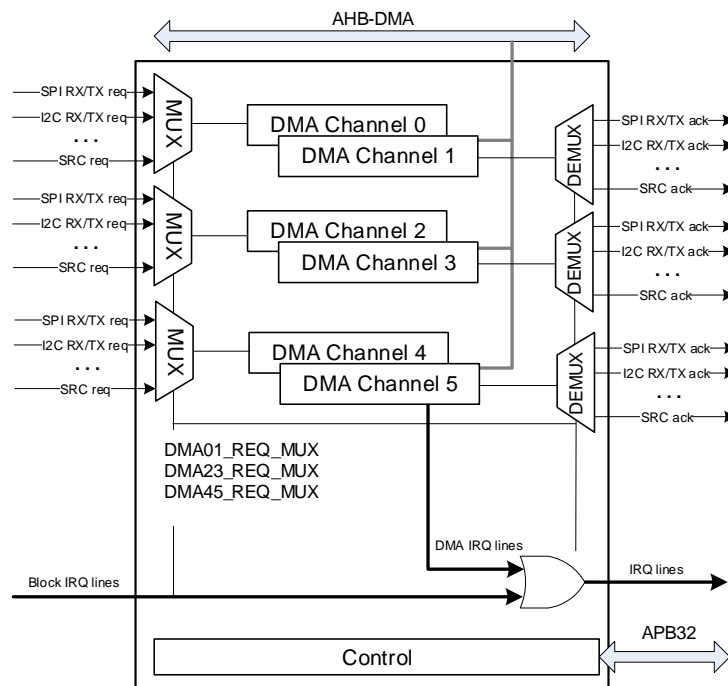 AHB-DMA
SPI RX/TX req
I2C RX/TX req
...
SRC req
MUX
DMA Channel 0
DMA Channel 1
DEMUX
SPI RX/TX ack
I2C RX/TX ack
...
SRC ack
SPI RX/TX req
I2C RX/TX req
...
SRC req
MUX
DMA Channel 2
DMA Channel 3
DEMUX
SPI RX/TX ack
I2C RX/TX ack
...
SRC ack
SPI RX/TX req
I2C RX/TX req
...
SRC req
MUX
DMA Channel 4
DMA Channel 5
DEMUX
SPI RX/TX ack
I2C RX/TX ack
...
SRC ack
DMA01_REQ_MUX
DMA23_REQ_MUX
DMA45_REQ_MUX
DMA IRQ lines
Block IRQ lines
IRQ lines
Control
APB32